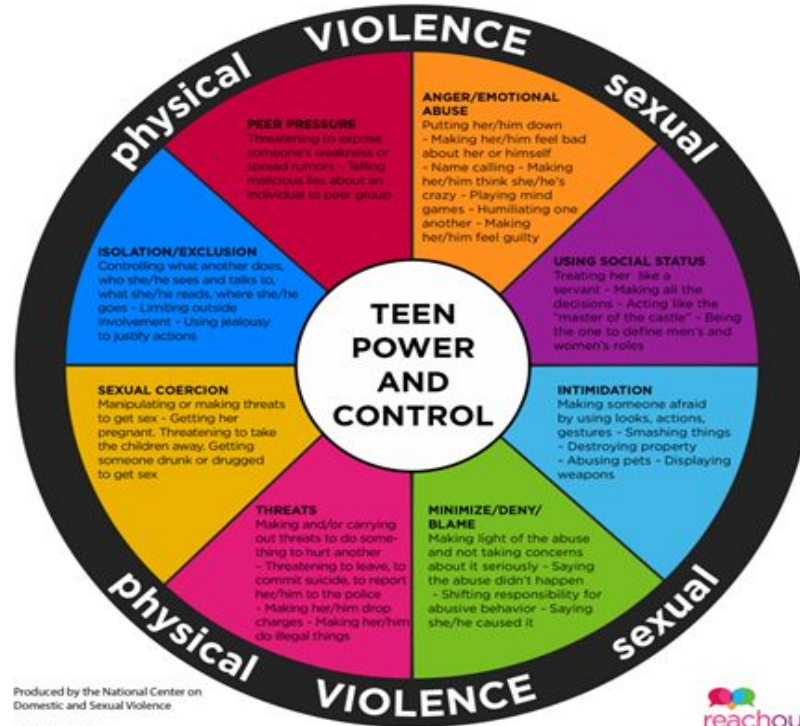 physical VIOLENCE sexual
PEER PRESSURE
Threatening to expose
someone's weakness or
spread rumors - Telling
malicious lies about an
individual to peer group
ANGER/EMOTIONAL
ABUSE
Putting her/him down
- Making her/him feel bad
about her or himself
- Name calling - Making
her/him think she/he's
crazy - Playing mind
games - Humiliating one
another - Making
her/him feel guilty
ISOLATION/EXCLUSION
Controlling what another does,
who she/he sees and talks to,
what she/he reads, where she/he
goes - Limiting outside
involvement - Using jealousy
to justify actions
USING SOCIAL STATUS
Treating her like a
servant - Making all the
decisions - Acting like the
"master of the castle" - Being
the one to define men's and
women's roles
TEEN
POWER
AND
CONTROL
SEXUAL COERCION
Manipulating or making threats
to get sex - Getting her
pregnant. Threatening to take
the children away. Getting
someone drunk or drugged
to get sex
INTIMIDATION
Making someone afraid
by using looks, actions,
gestures - Smashing things
- Destroying property
- Abusing pets - Displaying
weapons
THREATS
Making and/or carrying
out threats to do some-
thing to hurt another
- Threatening to leave, to
commit suicide, to report
her/him to the police
- Making her/him drop
charges - Making her/him
do illegal things
MINIMIZE/DENY/
BLAME
Making light of the abuse
and not taking concerns
about it seriously - Saying
the abuse didn't happen
- Shifting responsibility for
abusive behavior - Saying
she/he caused it
physical VIOLENCE sexual
Produced by the National Center on
Domestic and Sexual Violence
reachou